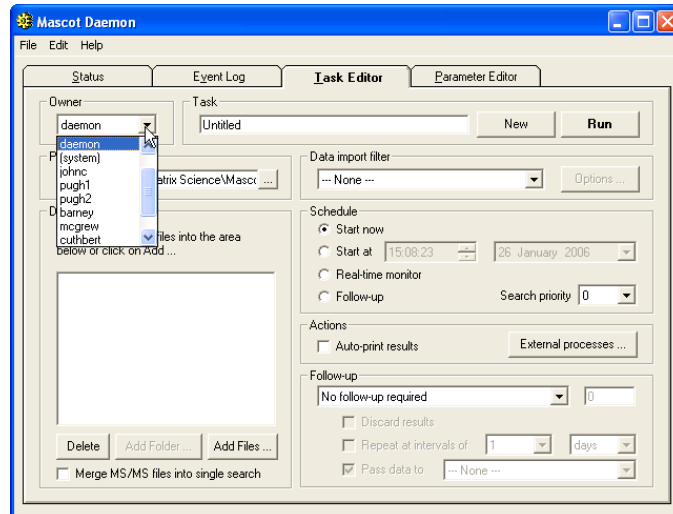 Mascot Daemon
File Edit Help
Status Event Log Task Editor Parameter Editor
Owner
daemon
daemon
(system)
johnc
pugh1
pugh2
barney
mcgrew
cuthbert
Task
Untitled
New Run
atrix Science\Masco ...
Data import filter
--- None ---
Options ...
files into the area
below or click on Add ...
Delete Add Folder ... Add Files ...
Merge MS/MS files into single search
Schedule
Start now
Start at 15:08:23 26 January 2006
Real-time monitor
Follow-up Search priority 0
Actions
Auto-print results External processes ...
Follow-up
No follow-up required 0
Discard results
Repeat at intervals of 1 days
Pass data to --- None ---